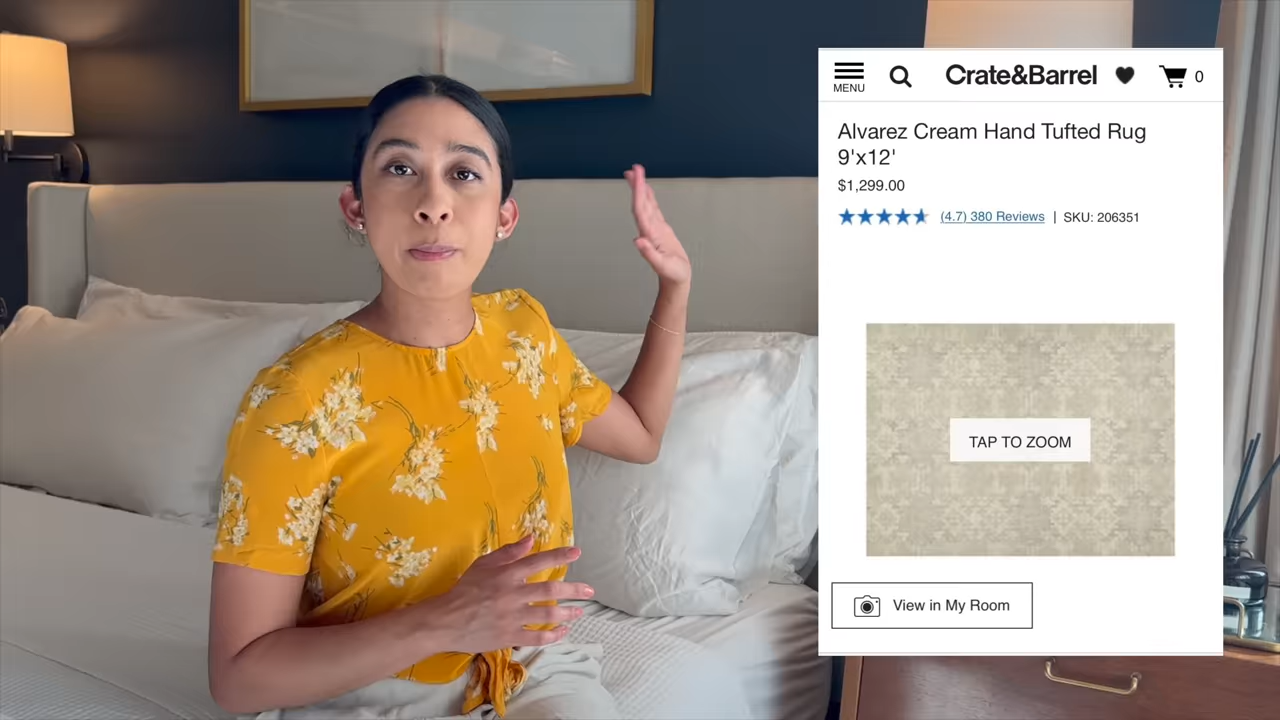 MENU
Crate&Barrel
0
Alvarez Cream Hand Tufted Rug
9'x12'
$1,299.00
(4.7) 380 Reviews | SKU: 206351
TAP TO ZOOM
View in My Room